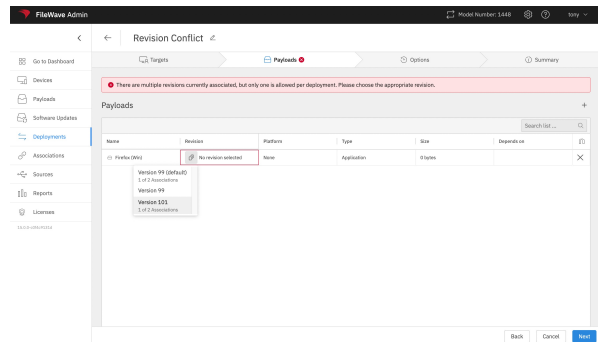 FileWave Admin
Model Number: 1448
tony
Revision Conflict
Go to Dashboard
Devices
Payloads
Software Updates
Deployments
Associations
Sources
Reports
Licenses
Targets
Payloads
Options
Summary
There are multiple revisions currently associated, but only one is allowed per deployment. Please choose the appropriate revision.
Payloads
Search list ...
Name Revision Platform Type Size Depends on
Firefox (Win) No revision selected None Application 0 bytes
Version 99 (default)
1 of 2 Associations
Version 99
Version 101
1 of 2 Associations
Back Cancel Next